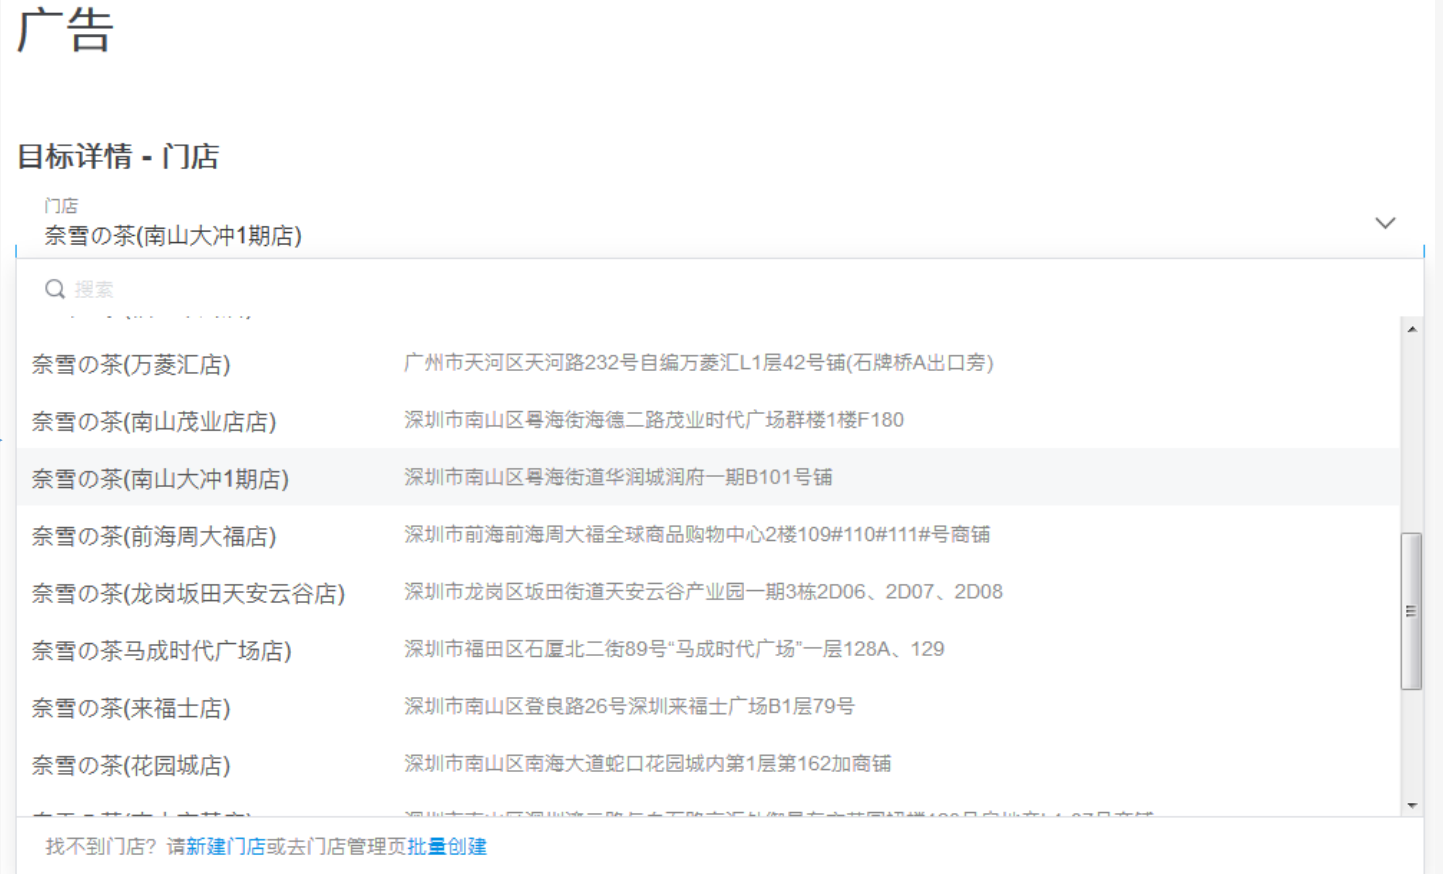 广告
目标详情 - 门店
门店
奈雪の茶(南山大冲1期店)
搜索
奈雪の茶(万菱汇店) 广州市天河区天河路232号自编万菱汇L1层42号铺(石牌桥A出口旁)
奈雪の茶(南山茂业店店) 深圳市南山区粤海街海德二路茂业时代广场群楼1楼F180
奈雪の茶(南山大冲1期店) 深圳市南山区粤海街道华润城润府一期B101号铺
奈雪の茶(前海周大福店) 深圳市前海前海周大福全球商品购物中心2楼109#110#111#号商铺
奈雪の茶(龙岗坂田天安云谷店) 深圳市龙岗区坂田街道天安云谷产业园一期3栋2D06、2D07、2D08
奈雪の茶马成时代广场店) 深圳市福田区石厦北二街89号“马成时代广场”一层128A、129
奈雪の茶(来福士店) 深圳市南山区登良路26号深圳来福士广场B1层79号
奈雪の茶(花园城店) 深圳市南山区南海大道蛇口花园城内第1层第162加商铺
找不到门店？请新建门店或去门店管理页批量创建